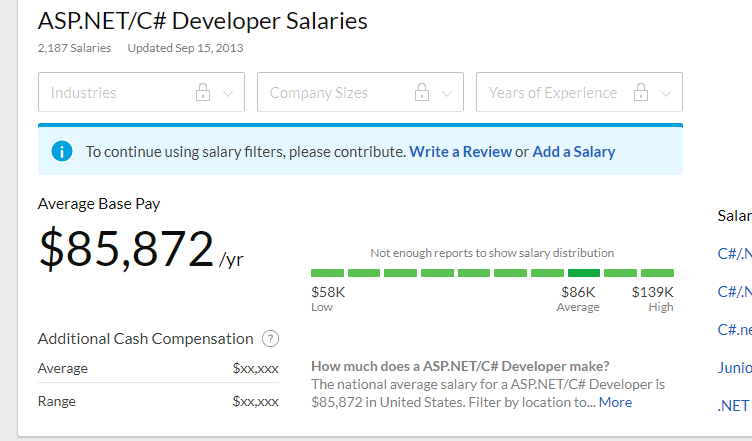 ASP.NET/C# Developer Salaries
2,187 Salaries Updated Sep 15, 2013
Industries Company Sizes Years of Experience
To continue using salary filters, please contribute. Write a Review or Add a Salary
Average Base Pay
$85,872 /yr
Not enough reports to show salary distribution
$58K $86K $139K
Low Average High
Additional Cash Compensation ?
Average $xx,xxx
Range $xx,xxx
How much does a ASP.NET/C# Developer make?
The national average salary for a ASP.NET/C# Developer is
$85,872 in United States. Filter by location to... More
Salar
C#/.N
C#/.N
C#.ne
Junio
.NET